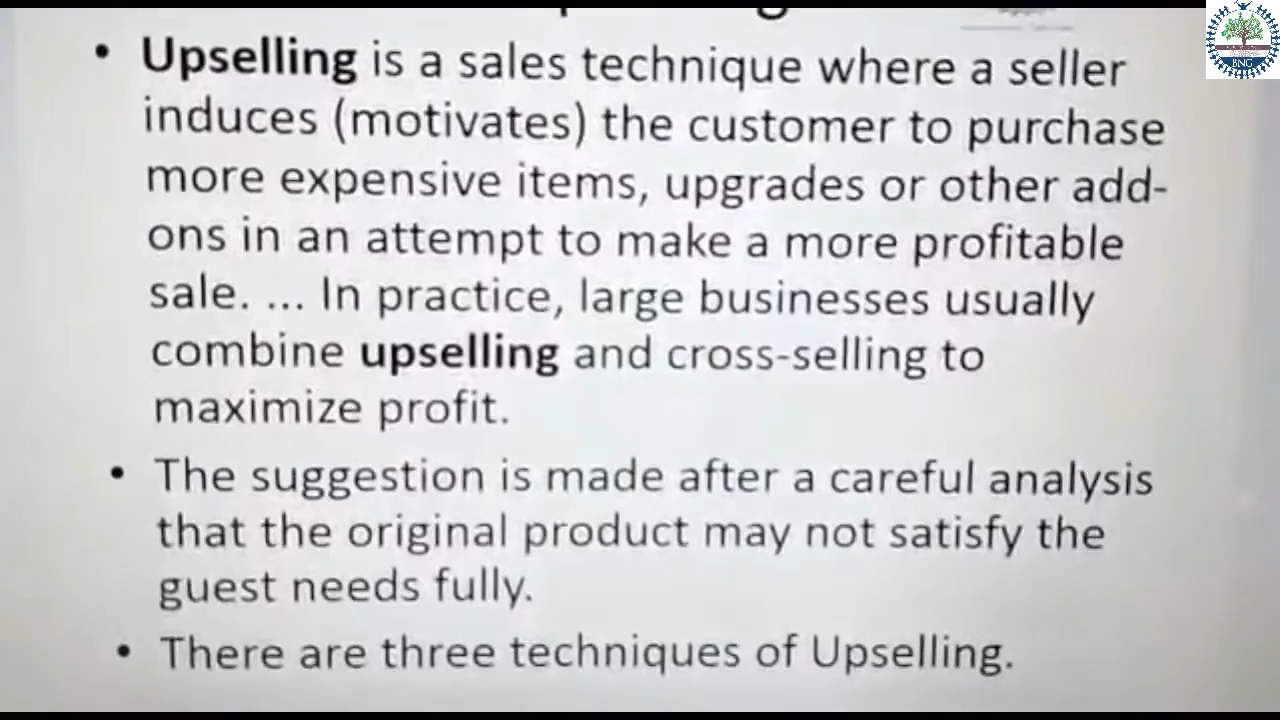 • Upselling is a sales technique where a seller
induces (motivates) the customer to purchase
more expensive items, upgrades or other add-
ons in an attempt to make a more profitable
sale. ... In practice, large businesses usually
combine upselling and cross-selling to
maximize profit.
• The suggestion is made after a careful analysis
that the original product may not satisfy the
guest needs fully.
• There are three techniques of Upselling.
BNG